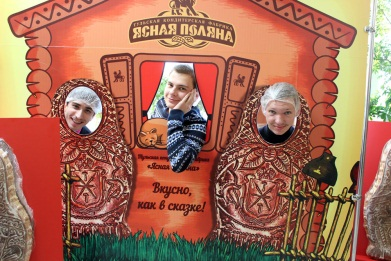 ТУЛЬСКАЯ КОНДИТЕРСКАЯ ФАБРИКА
ЯСНАЯ ПОЛЯНА
Вкусно,
как в сказке!